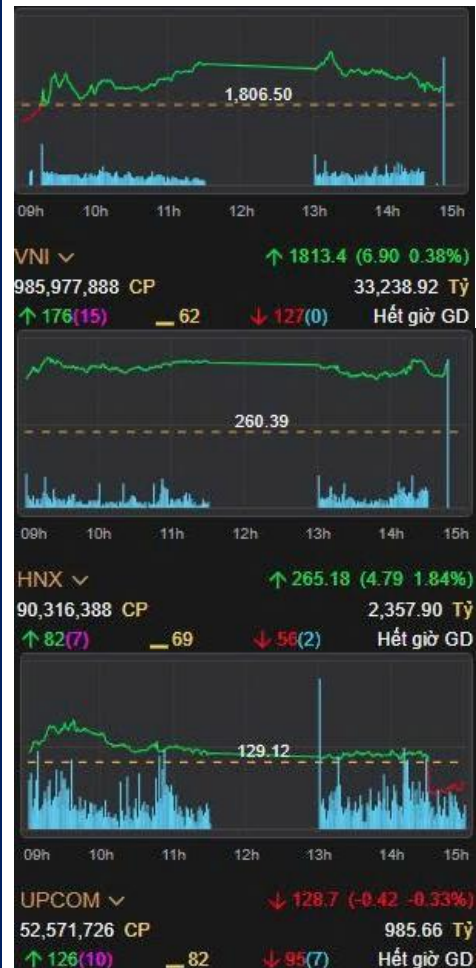 1,806.50
09h 10h 11h 12h 13h 14h 15h
VNI ↑ 1813.4 (6.90 0.38%)
985,977,888 CP 33,238.92 Tỷ
↑ 176(15) 62 ↓ 127(0) Hết giờ GD
260.39
09h 10h 11h 12h 13h 14h 15h
HNX ↑ 265.18 (4.79 1.84%)
90,316,388 CP 2,357.90 Tỷ
↑ 82(7) 69 ↓ 56(2) Hết giờ GD
129.12
09h 10h 11h 12h 13h 14h 15h
UPCOM ↓ 128.7 (-0.42 -0.33%)
52,571,726 CP 985.66 Tỷ
↑ 126(10) 82 ↓ 95(7) Hết giờ GD